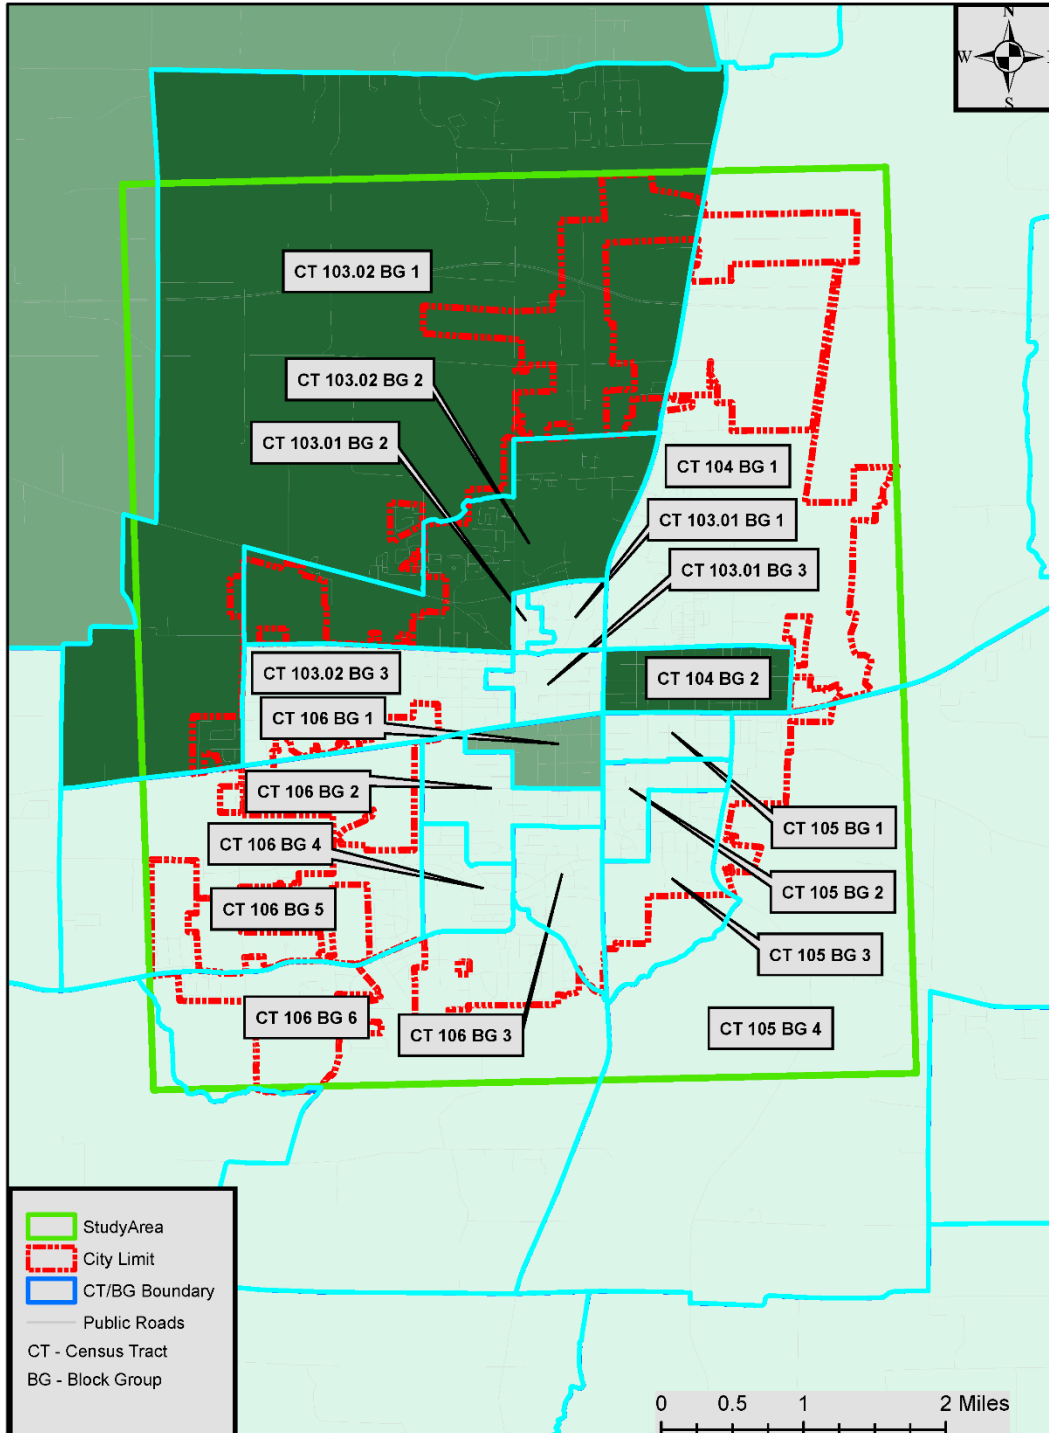 N
W
S
CT 103.02 BG 1
CT 103.02 BG 2
CT 103.01 BG 2
CT 104 BG 1
CT 103.01 BG 1
CT 103.01 BG 3
CT 103.02 BG 3
CT 104 BG 2
CT 106 BG 1
CT 106 BG 2
CT 105 BG 1
CT 106 BG 4
CT 105 BG 2
CT 106 BG 5
CT 105 BG 3
CT 106 BG 6
CT 106 BG 3
CT 105 BG 4
StudyArea
City Limit
CT/BG Boundary
Public Roads
CT - Census Tract
BG - Block Group
0 0.5 1 2 Miles